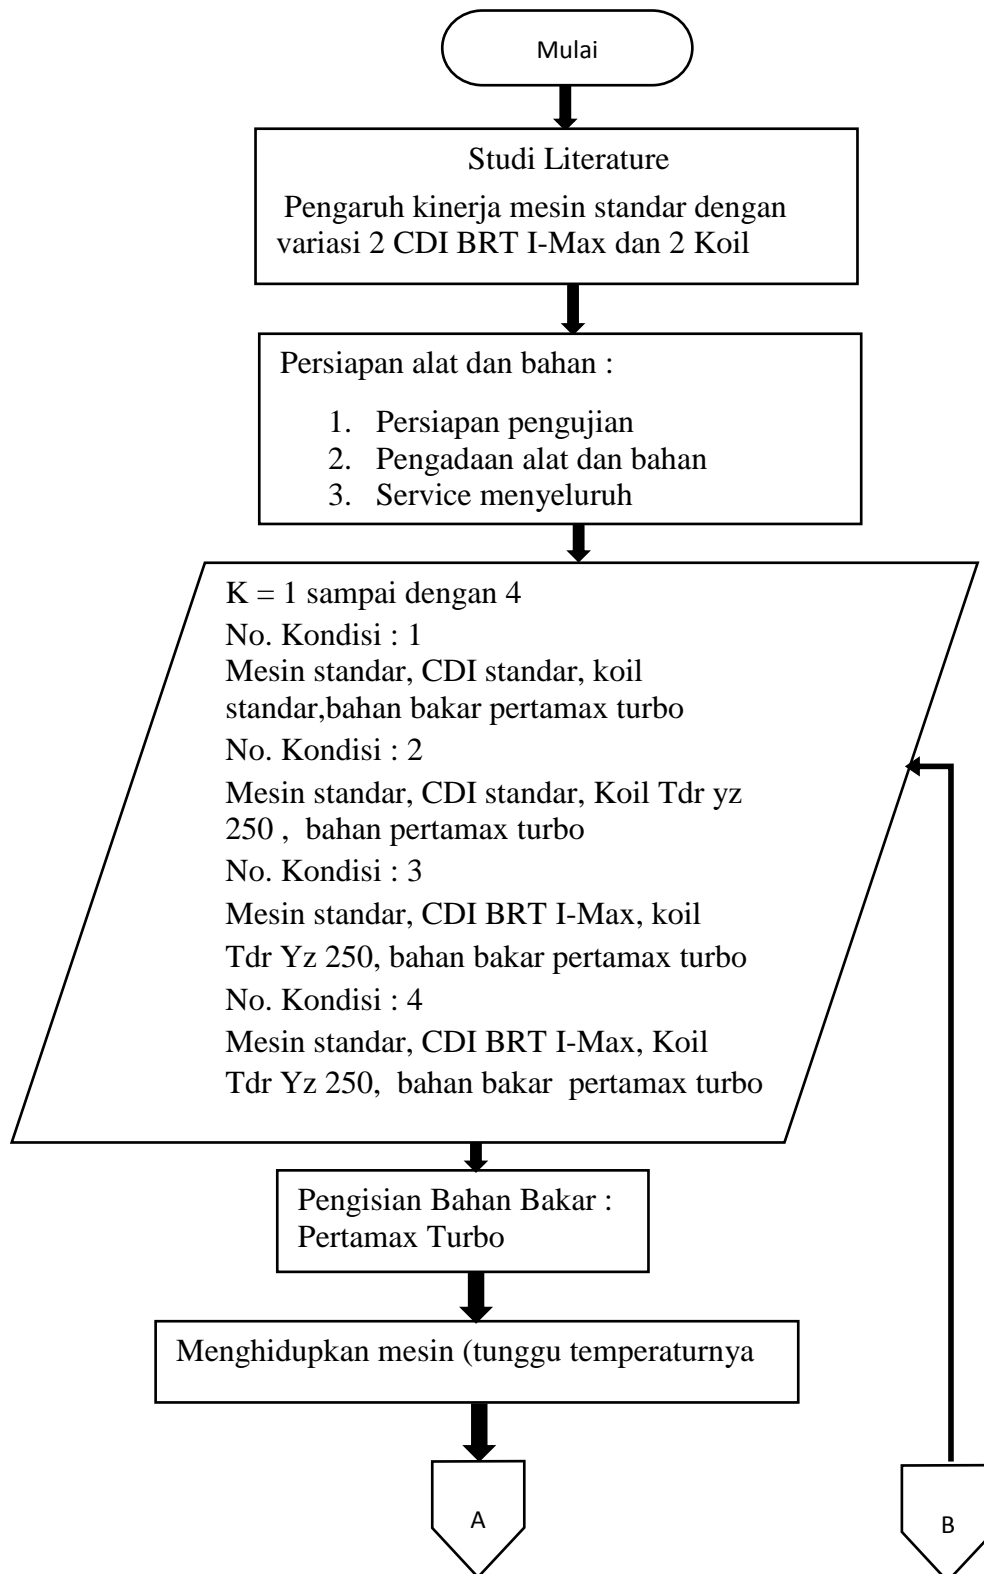 Mulai
Studi Literature
Pengaruh kinerja mesin standar dengan
variasi 2 CDI BRT I-Max dan 2 Koil
Persiapan alat dan bahan :
1. Persiapan pengujian
2. Pengadaan alat dan bahan
3. Service menyeluruh
K = 1 sampai dengan 4
No. Kondisi : 1
Mesin standar, CDI standar, koil
standar,bahan bakar pertamax turbo
No. Kondisi : 2
Mesin standar, CDI standar, Koil Tdr yz
250 , bahan pertamax turbo
No. Kondisi : 3
Mesin standar, CDI BRT I-Max, koil
Tdr Yz 250, bahan bakar pertamax turbo
No. Kondisi : 4
Mesin standar, CDI BRT I-Max, Koil
Tdr Yz 250, bahan bakar pertamax turbo
Pengisian Bahan Bakar :
Pertamax Turbo
Menghidupkan mesin (tunggu temperaturnya
A
B